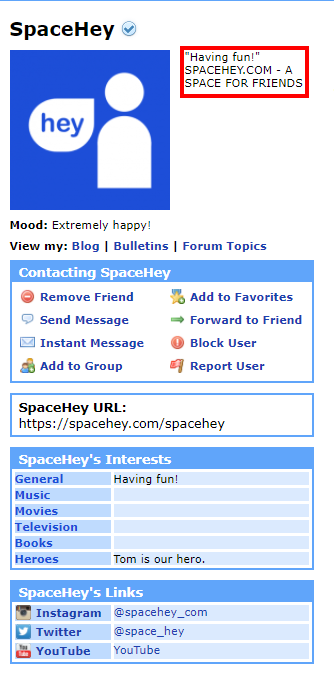 SpaceHey
"Having fun!"
SPACEHEY.COM - A
SPACE FOR FRIENDS
hey
Mood: Extremely happy!
View my: Blog | Bulletins | Forum Topics
Contacting SpaceHey
Remove Friend Add to Favorites
Send Message Forward to Friend
Instant Message Block User
Add to Group Report User
SpaceHey URL:
https://spacehey.com/spacehey
SpaceHey's Interests
General Having fun!
Music
Movies
Television
Books
Heroes Tom is our hero.
SpaceHey's Links
Instagram @spacehey_com
Twitter @space_hey
YouTube YouTube